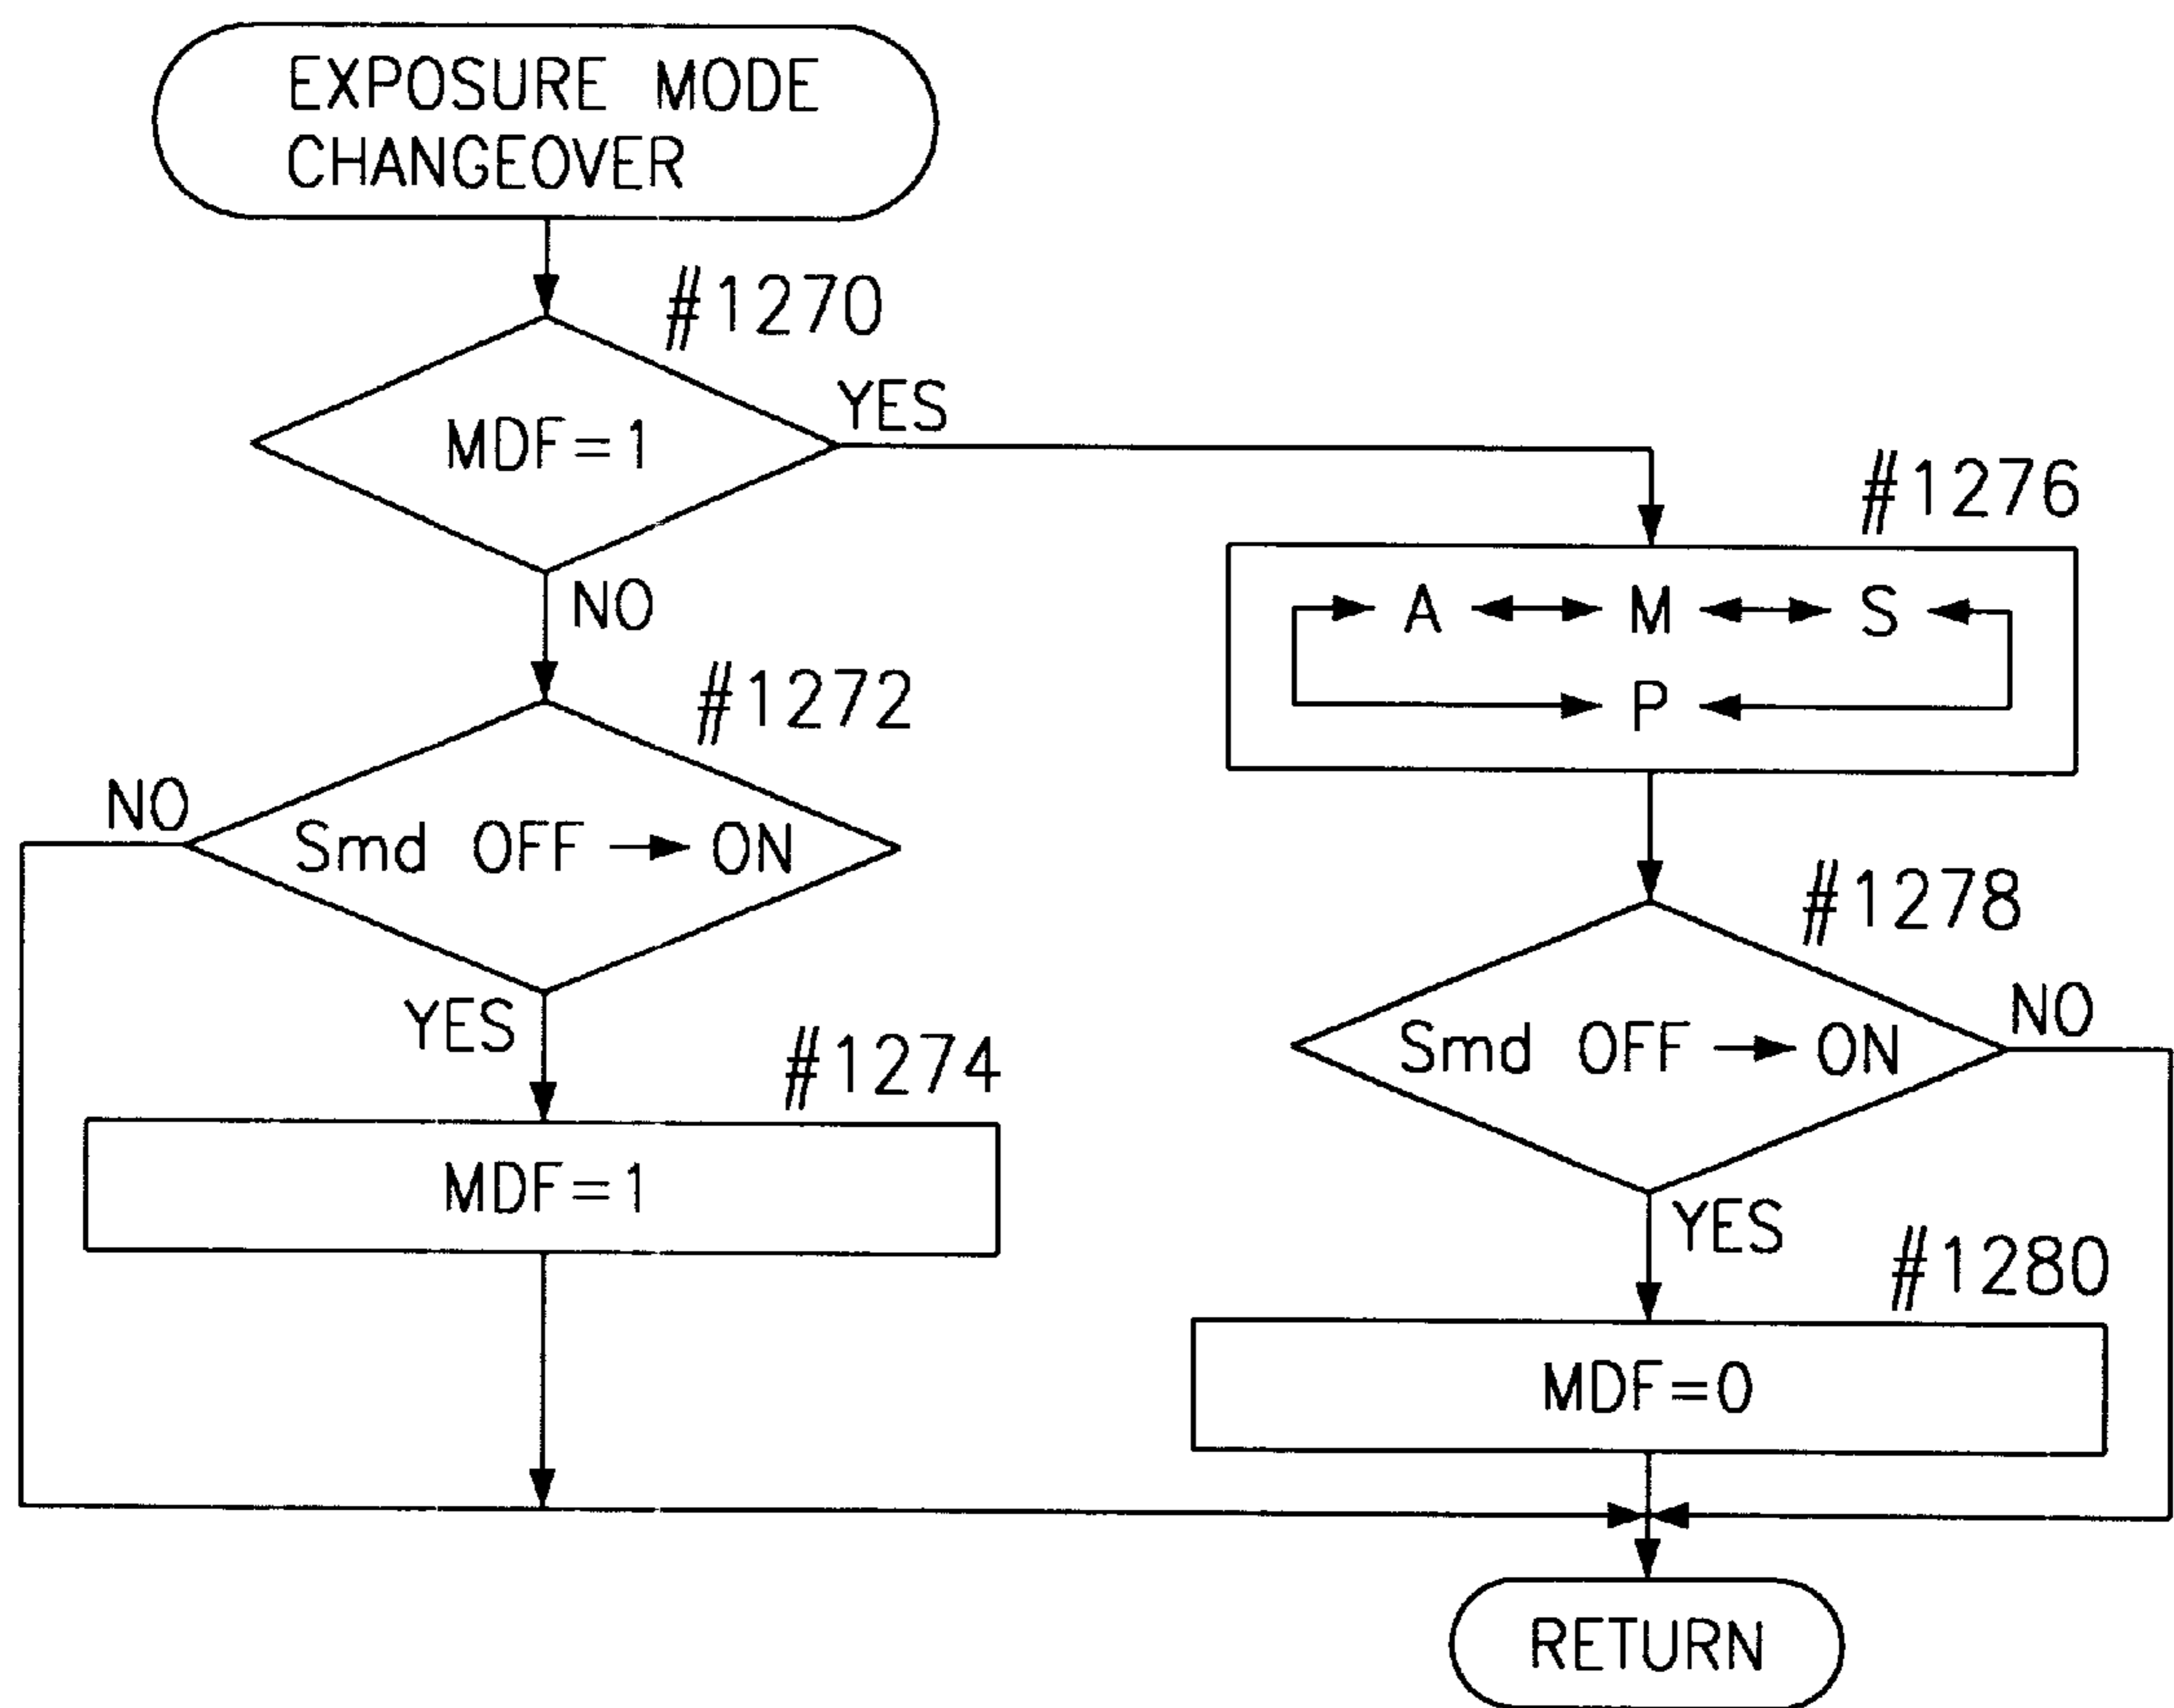 EXPOSURE MODE
CHANGEOVER
#1270
MDF=1
YES
NO
#1272
Smd OFF → ON
NO
YES
#1274
MDF=1
#1276
A ↔ M ↔ S
P
#1278
Smd OFF → ON
NO
YES
#1280
MDF=0
RETURN